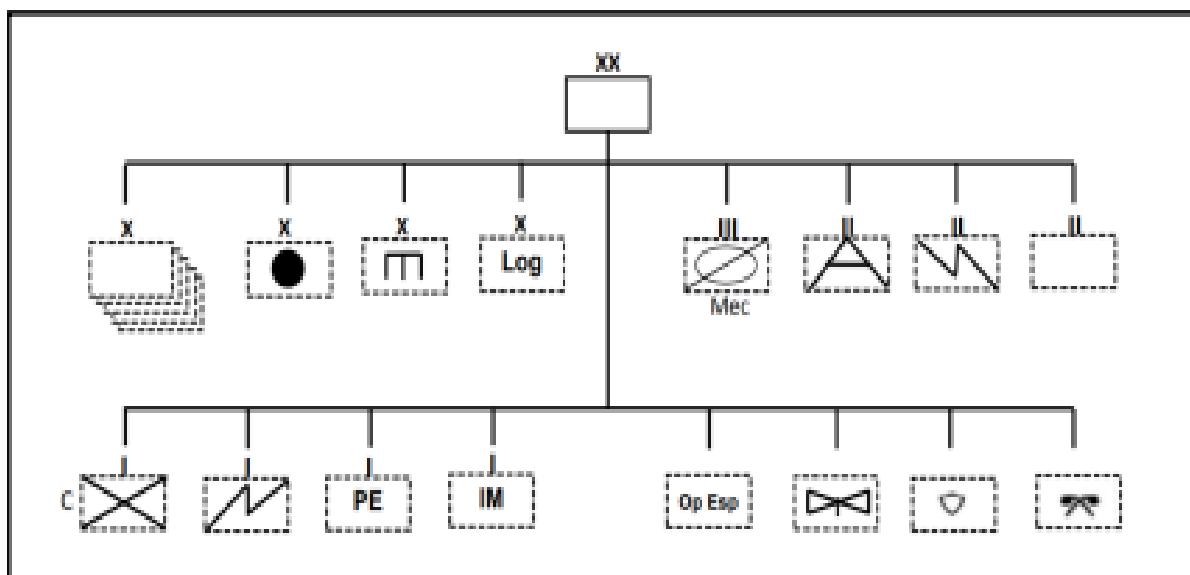 XX
X X X X III II II II
Log
Mec
I I I I
C PE IM Op Esp